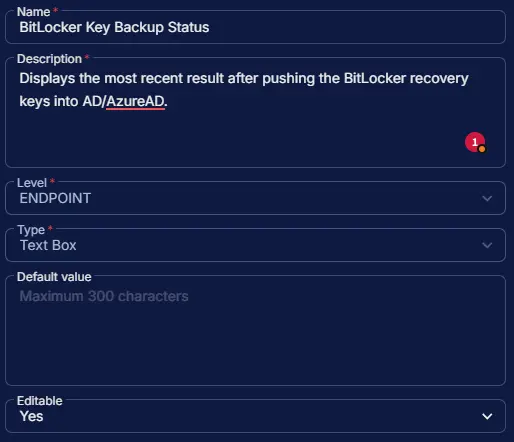 Name *
BitLocker Key Backup Status
Description *
Displays the most recent result after pushing the BitLocker recovery
keys into AD/AzureAD.
1
Level *
ENDPOINT
Type *
Text Box
Default value
Maximum 300 characters
Editable
Yes